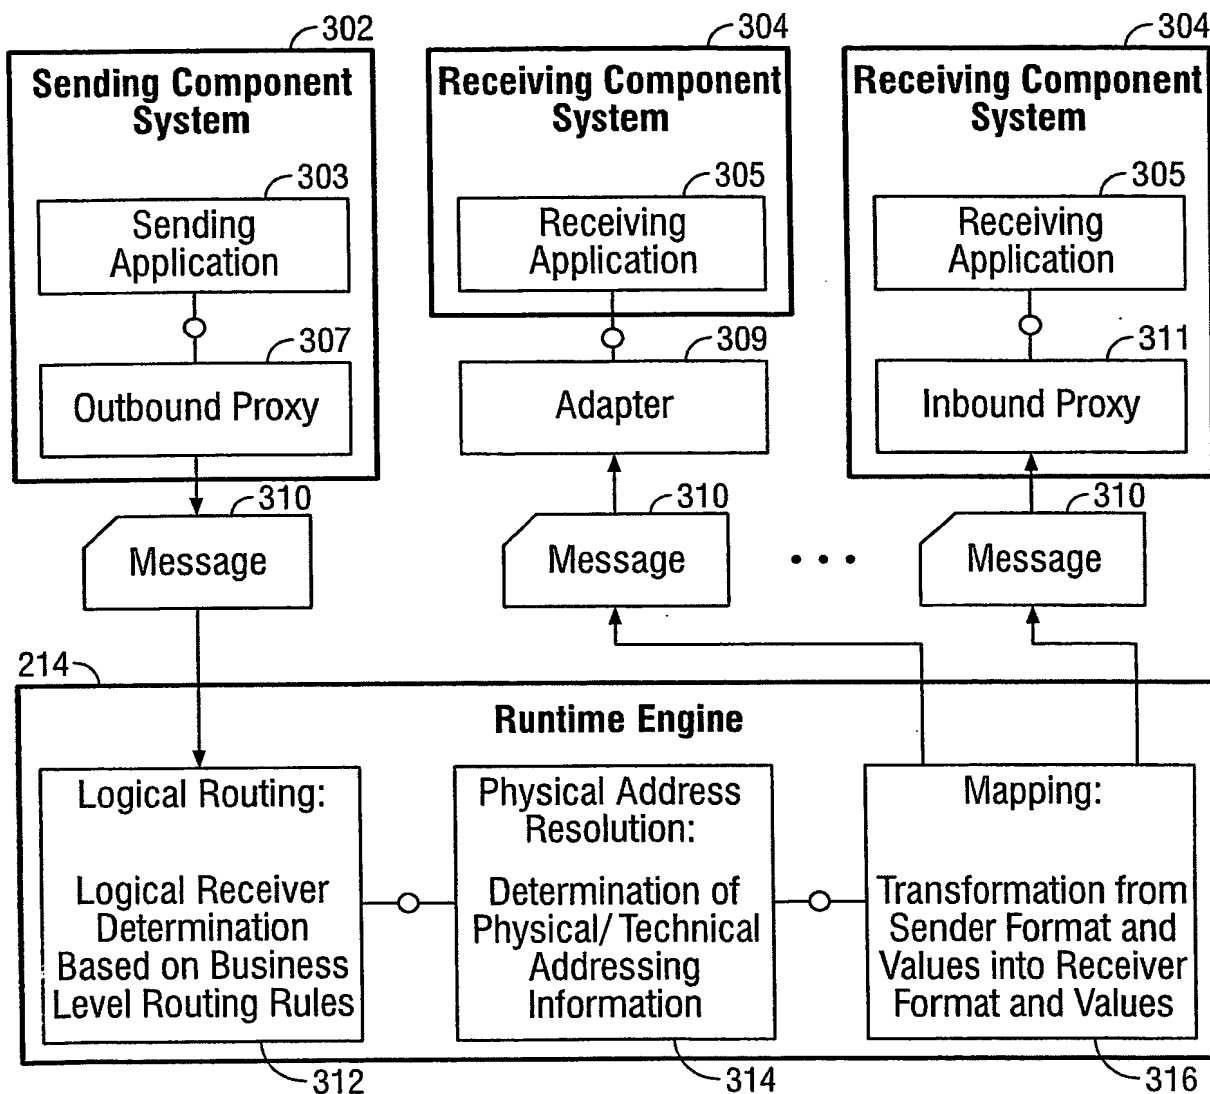 302
Sending Component
System
303
Sending
Application
307
Outbound Proxy
310
Message
304
Receiving Component
System
305
Receiving
Application
309
Adapter
310
Message
304
Receiving Component
System
305
Receiving
Application
311
Inbound Proxy
310
Message
• • •
214
Runtime Engine
Logical Routing:
Logical Receiver
Determination
Based on Business
Level Routing Rules
312
Physical Address
Resolution:
Determination of
Physical/ Technical
Addressing
Information
314
Mapping:
Transformation from
Sender Format and
Values into Receiver
Format and Values
316